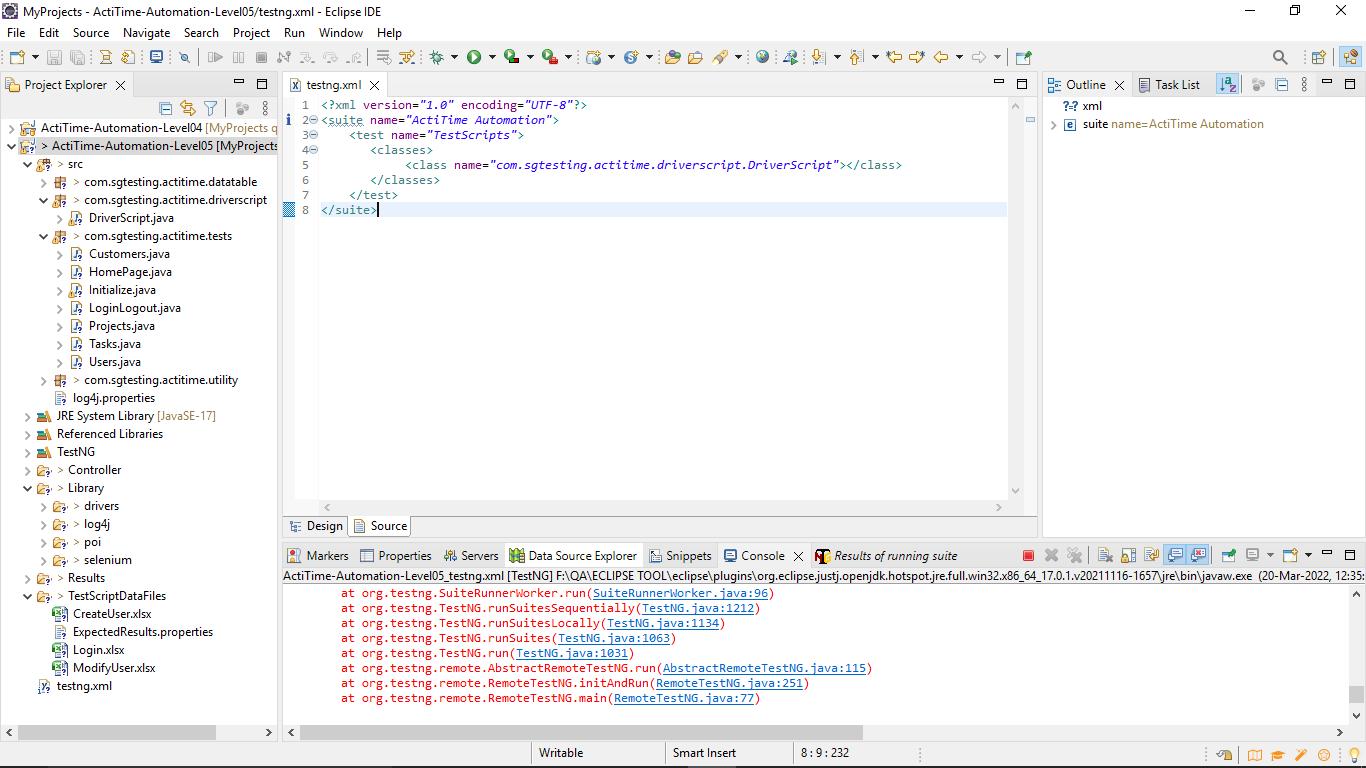 MyProjects - ActiTime-Automation-Level05/testng.xml - Eclipse IDE
File Edit Source Navigate Search Project Run Window Help
Project Explorer
ActiTime-Automation-Level04 [MyProjects
> ActiTime-Automation-Level05 [MyProjects
> src
> com.sgtesting.actitime.datatable
> com.sgtesting.actitime.driverscript
DriverScript.java
> com.sgtesting.actitime.tests
Customers.java
HomePage.java
Initialize.java
LoginLogout.java
Projects.java
Tasks.java
Users.java
> com.sgtesting.actitime.utility
log4j.properties
JRE System Library [JavaSE-17]
Referenced Libraries
TestNG
> Controller
> Library
> drivers
> log4j
> poi
> selenium
> Results
> TestScriptDataFiles
CreateUser.xlsx
ExpectedResults.properties
Login.xlsx
ModifyUser.xlsx
testng.xml
testng.xml
1 <?xml version="1.0" encoding="UTF-8"?>
2 <suite name="ActiTime Automation">
3 <test name="TestScripts">
4 <classes>
5 <class name="com.sgtesting.actitime.driverscript.DriverScript"></class>
6 </classes>
7 </test>
8 </suite>
Design Source
Outline Task List
?-? xml
suite name=ActiTime Automation
Markers Properties Servers Data Source Explorer Snippets Console Results of running suite
ActiTime-Automation-Level05_testng.xml [TestNG] F:\QA\ECLIPSE TOOL\eclipse\plugins\org.eclipse.justj.openjdk.hotspot.jre.full.win32.x86_64_17.0.1.v20211116-1657\jre\bin\javaw.exe (20-Mar-2022, 12:35:
at org.testng.SuiteRunnerWorker.run(SuiteRunnerWorker.java:96)
at org.testng.TestNG.runSuitesSequentially(TestNG.java:1212)
at org.testng.TestNG.runSuitesLocally(TestNG.java:1134)
at org.testng.TestNG.runSuites(TestNG.java:1063)
at org.testng.TestNG.run(TestNG.java:1031)
at org.testng.remote.AbstractRemoteTestNG.run(AbstractRemoteTestNG.java:115)
at org.testng.remote.RemoteTestNG.initAndRun(RemoteTestNG.java:251)
at org.testng.remote.RemoteTestNG.main(RemoteTestNG.java:77)
Writable Smart Insert 8 : 9 : 232